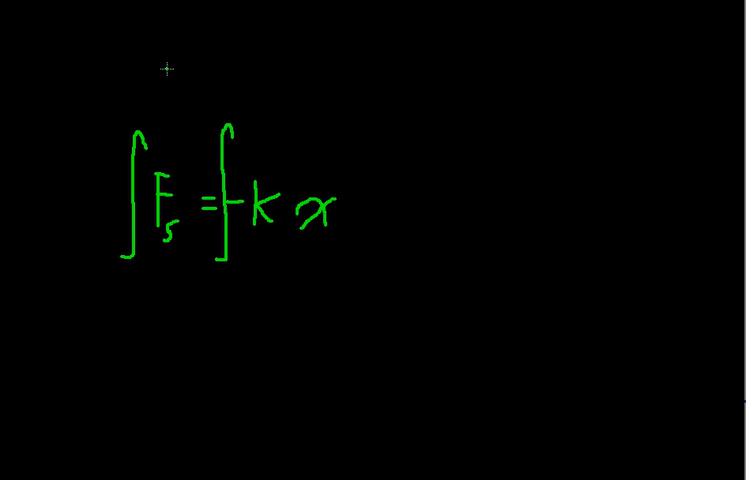 ∫F_s = ∫-kx